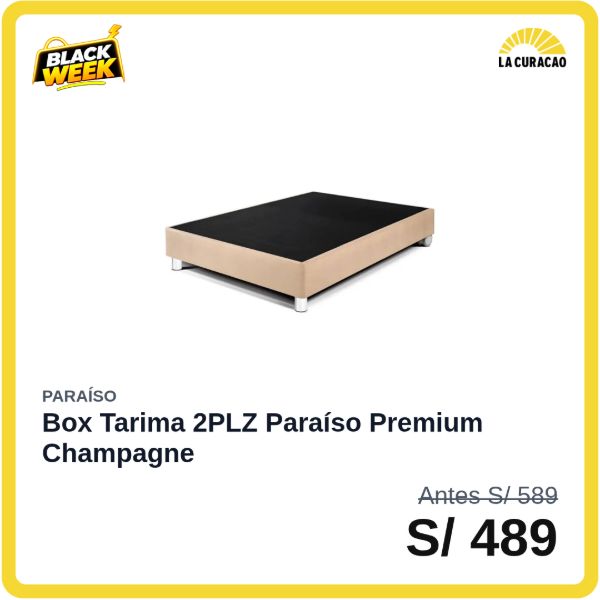 BLACK
WEEK
LA CURACAO
PARAÍSO
Box Tarima 2PLZ Paraíso Premium
Champagne
Antes S/ 589
S/ 489